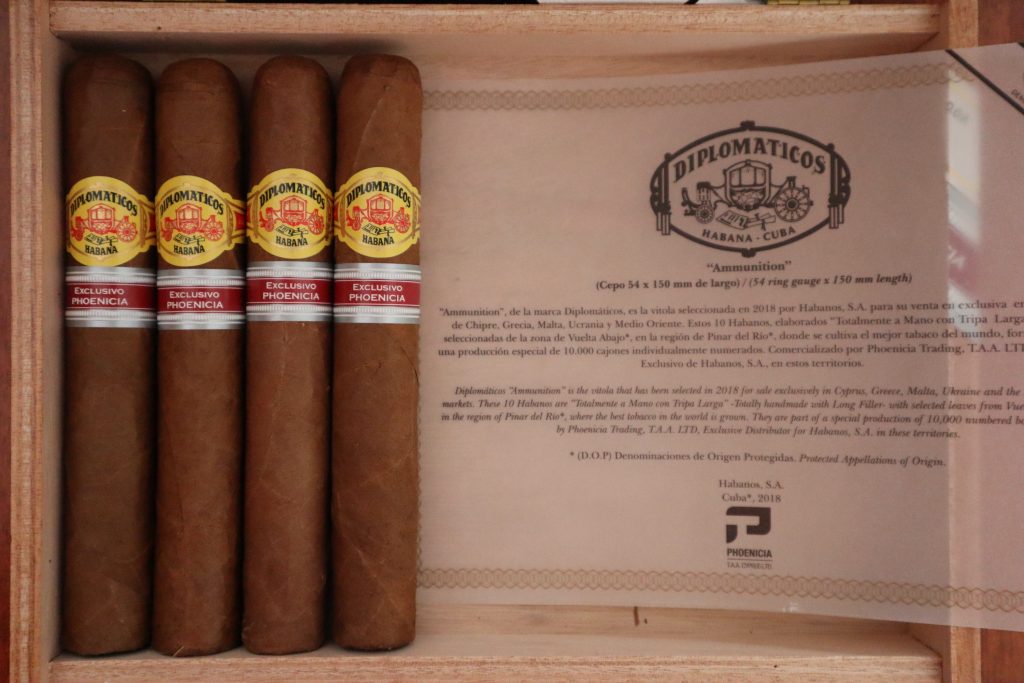 DIPLOMATICOS
HABANA
EXCLUSIVO
PHOENICIA
DIPLOMATICOS
HABANA
EXCLUSIVO
PHOENICIA
DIPLOMATICOS
HABANA
EXCLUSIVO
PHOENICIA
DIPLOMATICOS
HABANA
EXCLUSIVO
PHOENICIA
DIPLOMATICOS
HABANA - CUBA
“Ammunition”
(Cepo 54 x 150 mm de largo) / (54 ring gauge x 150 mm length)
"Ammunition", de la marca Diplomáticos, es la vitola seleccionada en 2018 por Habanos, S.A. para su venta en exclusiva en
de Chipre, Grecia, Malta, Ucrania y Medio Oriente. Estos 10 Habanos, elaborados "Totalmente a Mano con Tripa Larga
seleccionadas de la zona de Vuelta Abajo*, en la región de Pinar del Río*, donde se cultiva el mejor tabaco del mundo,
una producción especial de 10.000 cajones individualmente numerados. Comercializado por Phoenicia Trading, T.A.A. LTD
Exclusivo de Habanos, S.A., en estos territorios.
Diplomáticos "Ammunition" is the vitola that has been selected in 2018 for sale exclusively in Cyprus, Greece, Malta, Ukraine and the
markets. These 10 Habanos are "Totalmente a Mano con Tripa Larga" -Totally handmade with Long Filler- with selected leaves from
in the region of Pinar del Río*, where the best tobacco in the world is grown. They are part of a special production of 10,000 numbered
by Phoenicia Trading, T.A.A. LTD, Exclusive Distributor for Habanos, S.A. in these territories.
* (D.O.P) Denominaciones de Origen Protegidas. Protected Appellations of Origin.
Habanos, S.A.
Cuba*, 2018
PHOENICIA
T.A.A. CYPRUS LTD